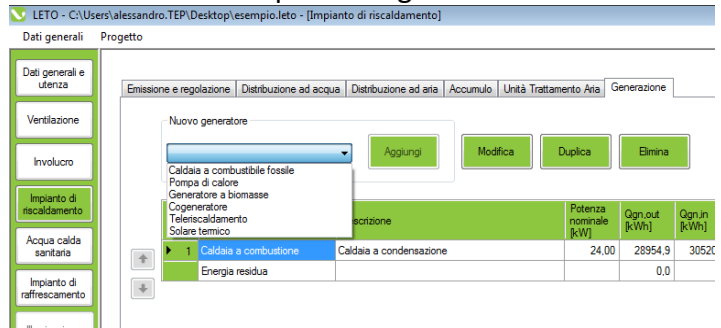 LETO - C:\Users\alessandro.TEP\Desktop\esempio.leto - [Impianto di riscaldamento]
Dati generali Progetto
Dati generali e
utenza
Ventilazione
Involucro
Impianto di
riscaldamento
Acqua calda
sanitaria
Impianto di
raffrescamento
Emissione e regolazione Distribuzione ad acqua Distribuzione ad aria Accumulo Unità Trattamento Aria Generazione
Nuovo generatore
Aggiungi Modifica Duplica Elimina
Caldaia a combustibile fossile
Pompa di calore
Generatore a biomasse
Cogeneratore
Teleriscaldamento
Solare termico
escrizione
Potenza
nominale
[kW]
Qgn,out
[kWh]
Qgn,in
[kWh]
1 Caldaia a combustione Caldaia a condensazione 24,00 28954,9 30520
Energia residua 0,0